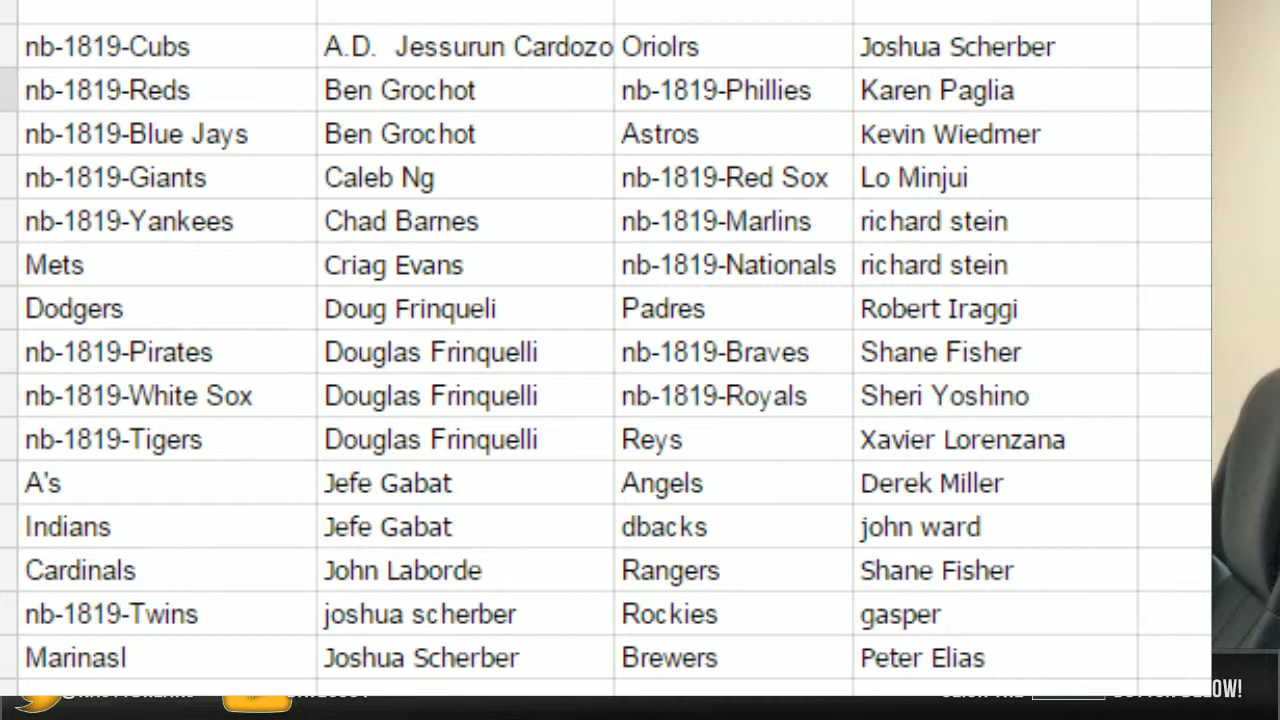 nb-1819-Cubs A.D. Jessurun Cardozo Oriolrs Joshua Scherber
nb-1819-Reds Ben Grochot nb-1819-Phillies Karen Paglia
nb-1819-Blue Jays Ben Grochot Astros Kevin Wiedmer
nb-1819-Giants Caleb Ng nb-1819-Red Sox Lo Minjui
nb-1819-Yankees Chad Barnes nb-1819-Marlins richard stein
Mets Criag Evans nb-1819-Nationals richard stein
Dodgers Doug Frinqueli Padres Robert Iraggi
nb-1819-Pirates Douglas Frinquelli nb-1819-Braves Shane Fisher
nb-1819-White Sox Douglas Frinquelli nb-1819-Royals Sheri Yoshino
nb-1819-Tigers Douglas Frinquelli Reys Xavier Lorenzana
A's Jefe Gabat Angels Derek Miller
Indians Jefe Gabat dbacks john ward
Cardinals John Laborde Rangers Shane Fisher
nb-1819-Twins joshua scherber Rockies gasper
Marinasl Joshua Scherber Brewers Peter Elias